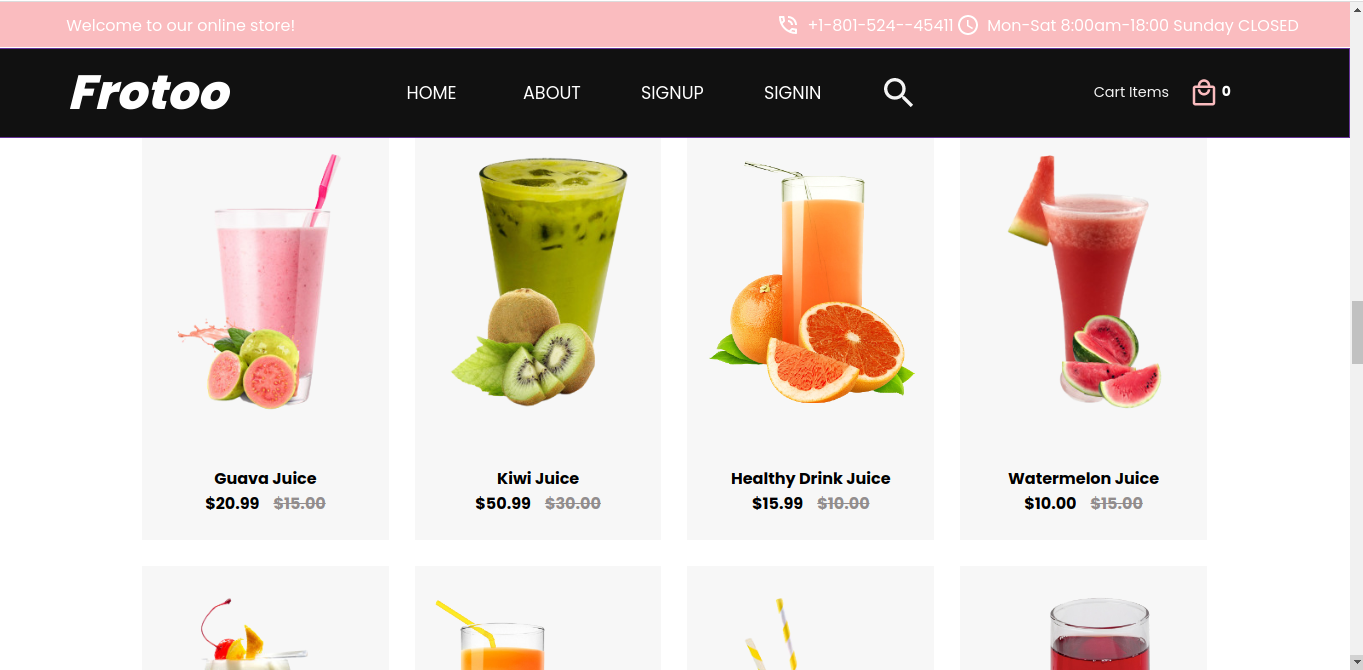 Welcome to our online store!
+1-801-524--45411 Mon-Sat 8:00am-18:00 Sunday CLOSED
Frotoo
HOME ABOUT SIGNUP SIGNIN
Cart Items 0
Guava Juice
$20.99 $15.00
Kiwi Juice
$50.99 $30.00
Healthy Drink Juice
$15.99 $10.00
Watermelon Juice
$10.00 $15.00